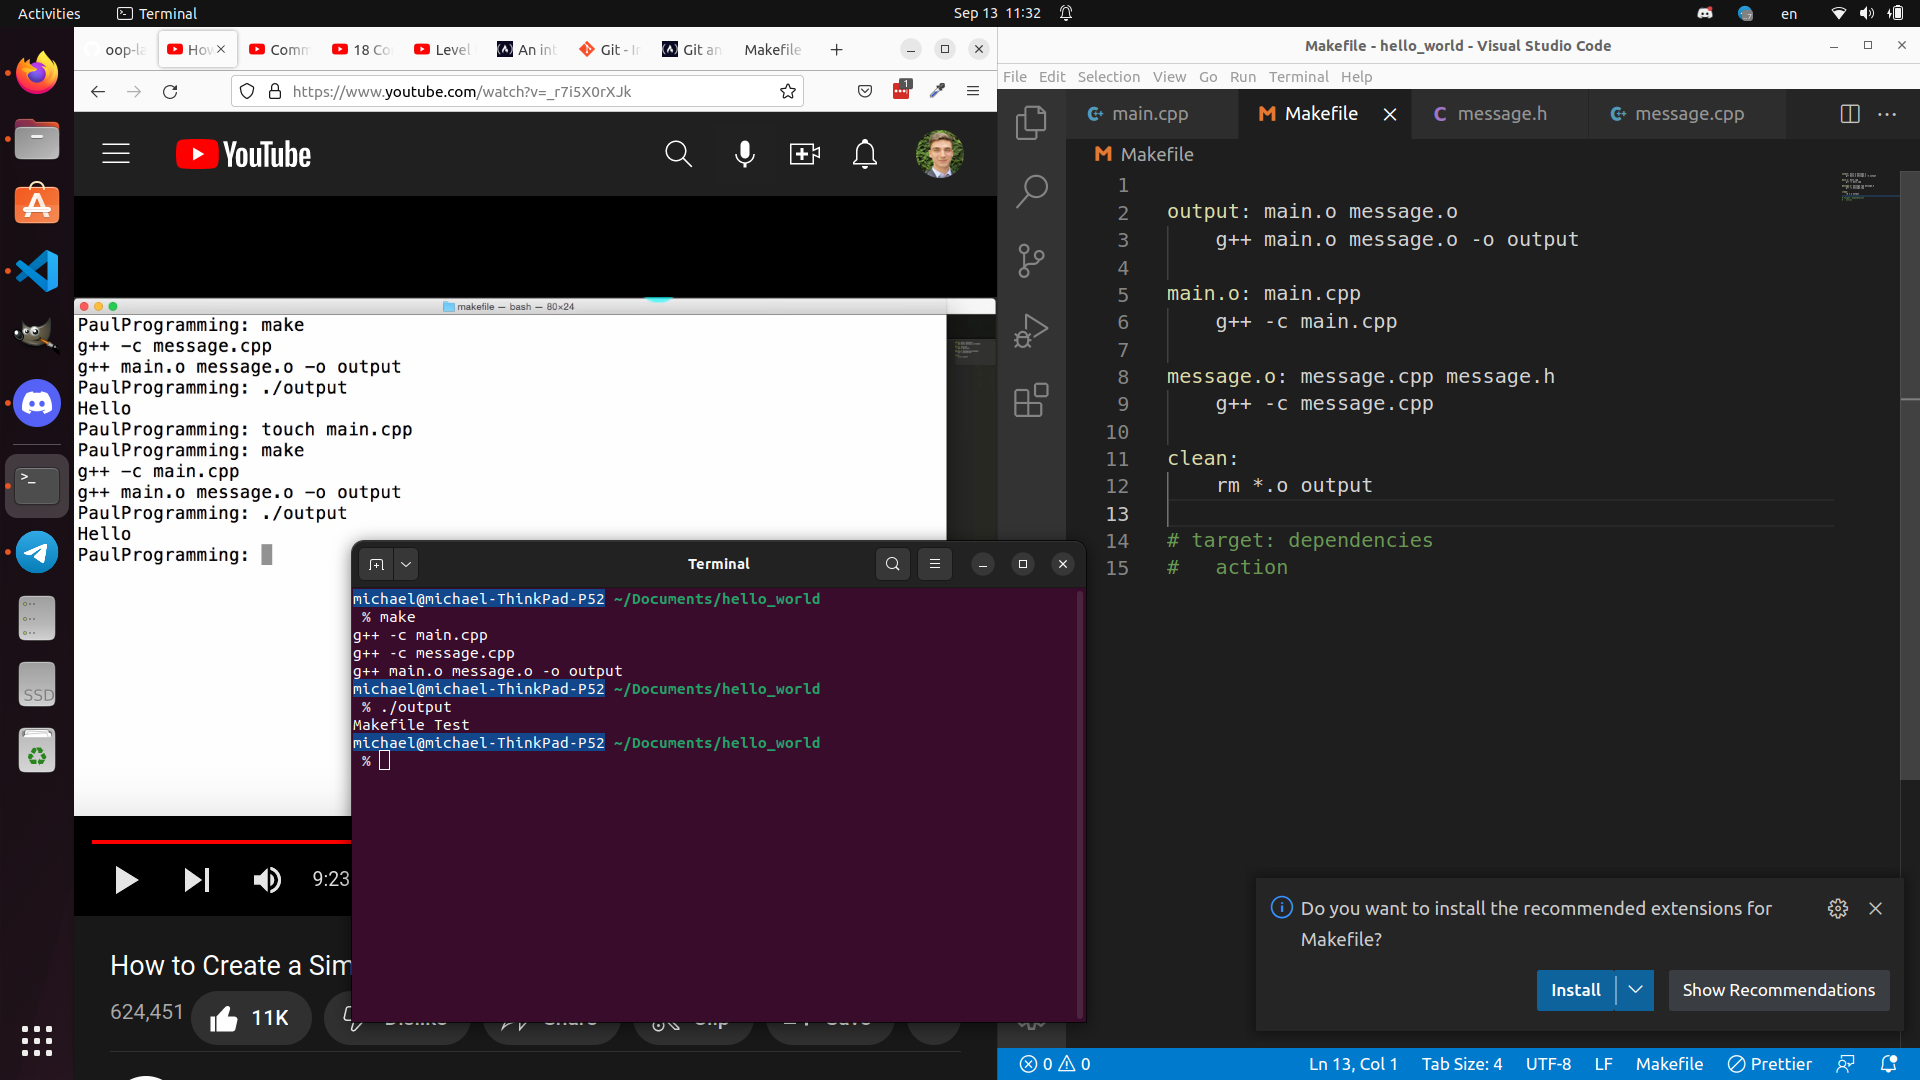 Activities
Terminal
Sep 13 11:32
en
oop-la
How
Comm
18 Co
Level
An int
Git - In
Git an
Makefile
https://www.youtube.com/watch?v=_r7i5X0rXJk
1
YouTube
makefile — bash — 80×24
PaulProgramming: make
g++ -c message.cpp
g++ main.o message.o -o output
PaulProgramming: ./output
Hello
PaulProgramming: touch main.cpp
PaulProgramming: make
g++ -c main.cpp
g++ main.o message.o -o output
PaulProgramming: ./output
Hello
PaulProgramming:
9:23
How to Create a Sim
624,451
11K
SSD
Terminal
michael@michael-ThinkPad-P52 ~/Documents/hello_world
% make
g++ -c main.cpp
g++ -c message.cpp
g++ main.o message.o -o output
michael@michael-ThinkPad-P52 ~/Documents/hello_world
% ./output
Makefile Test
michael@michael-ThinkPad-P52 ~/Documents/hello_world
%
Makefile - hello_world - Visual Studio Code
File Edit Selection View Go Run Terminal Help
main.cpp
Makefile
message.h
message.cpp
Makefile
1
2 output: main.o message.o
3 g++ main.o message.o -o output
4
5 main.o: main.cpp
6 g++ -c main.cpp
7
8 message.o: message.cpp message.h
9 g++ -c message.cpp
10
11 clean:
12 rm *.o output
13
14 # target: dependencies
15 # action
Do you want to install the recommended extensions for
Makefile?
Install
Show Recommendations
0 0
Ln 13, Col 1
Tab Size: 4
UTF-8
LF
Makefile
Prettier